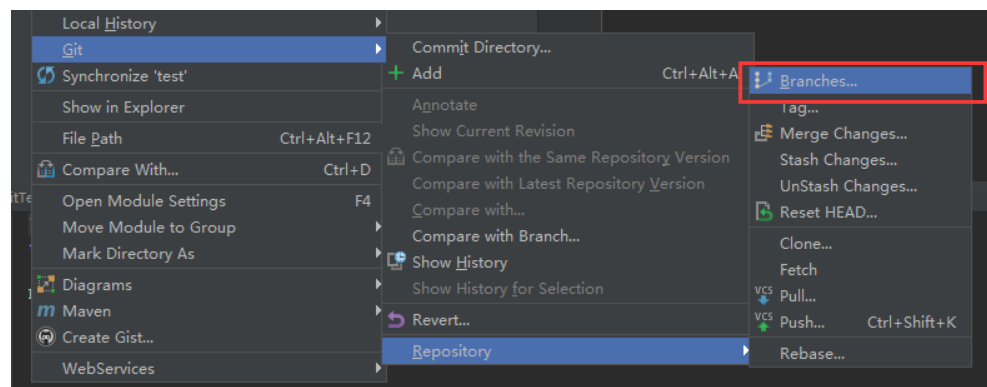 Local History
Git
Synchronize 'test'
Show in Explorer
File Path Ctrl+Alt+F12
Compare With... Ctrl+D
Open Module Settings F4
Move Module to Group
Mark Directory As
Diagrams
Maven
Create Gist...
WebServices
Commit Directory...
Add Ctrl+Alt+A
Annotate
Show Current Revision
Compare with the Same Repository Version
Compare with Latest Repository Version
Compare with...
Compare with Branch...
Show History
Show History for Selection
Revert...
Repository
Branches...
Tag...
Merge Changes...
Stash Changes...
UnStash Changes...
Reset HEAD...
Clone...
Fetch
VCS Pull...
VCS Push... Ctrl+Shift+K
Rebase...